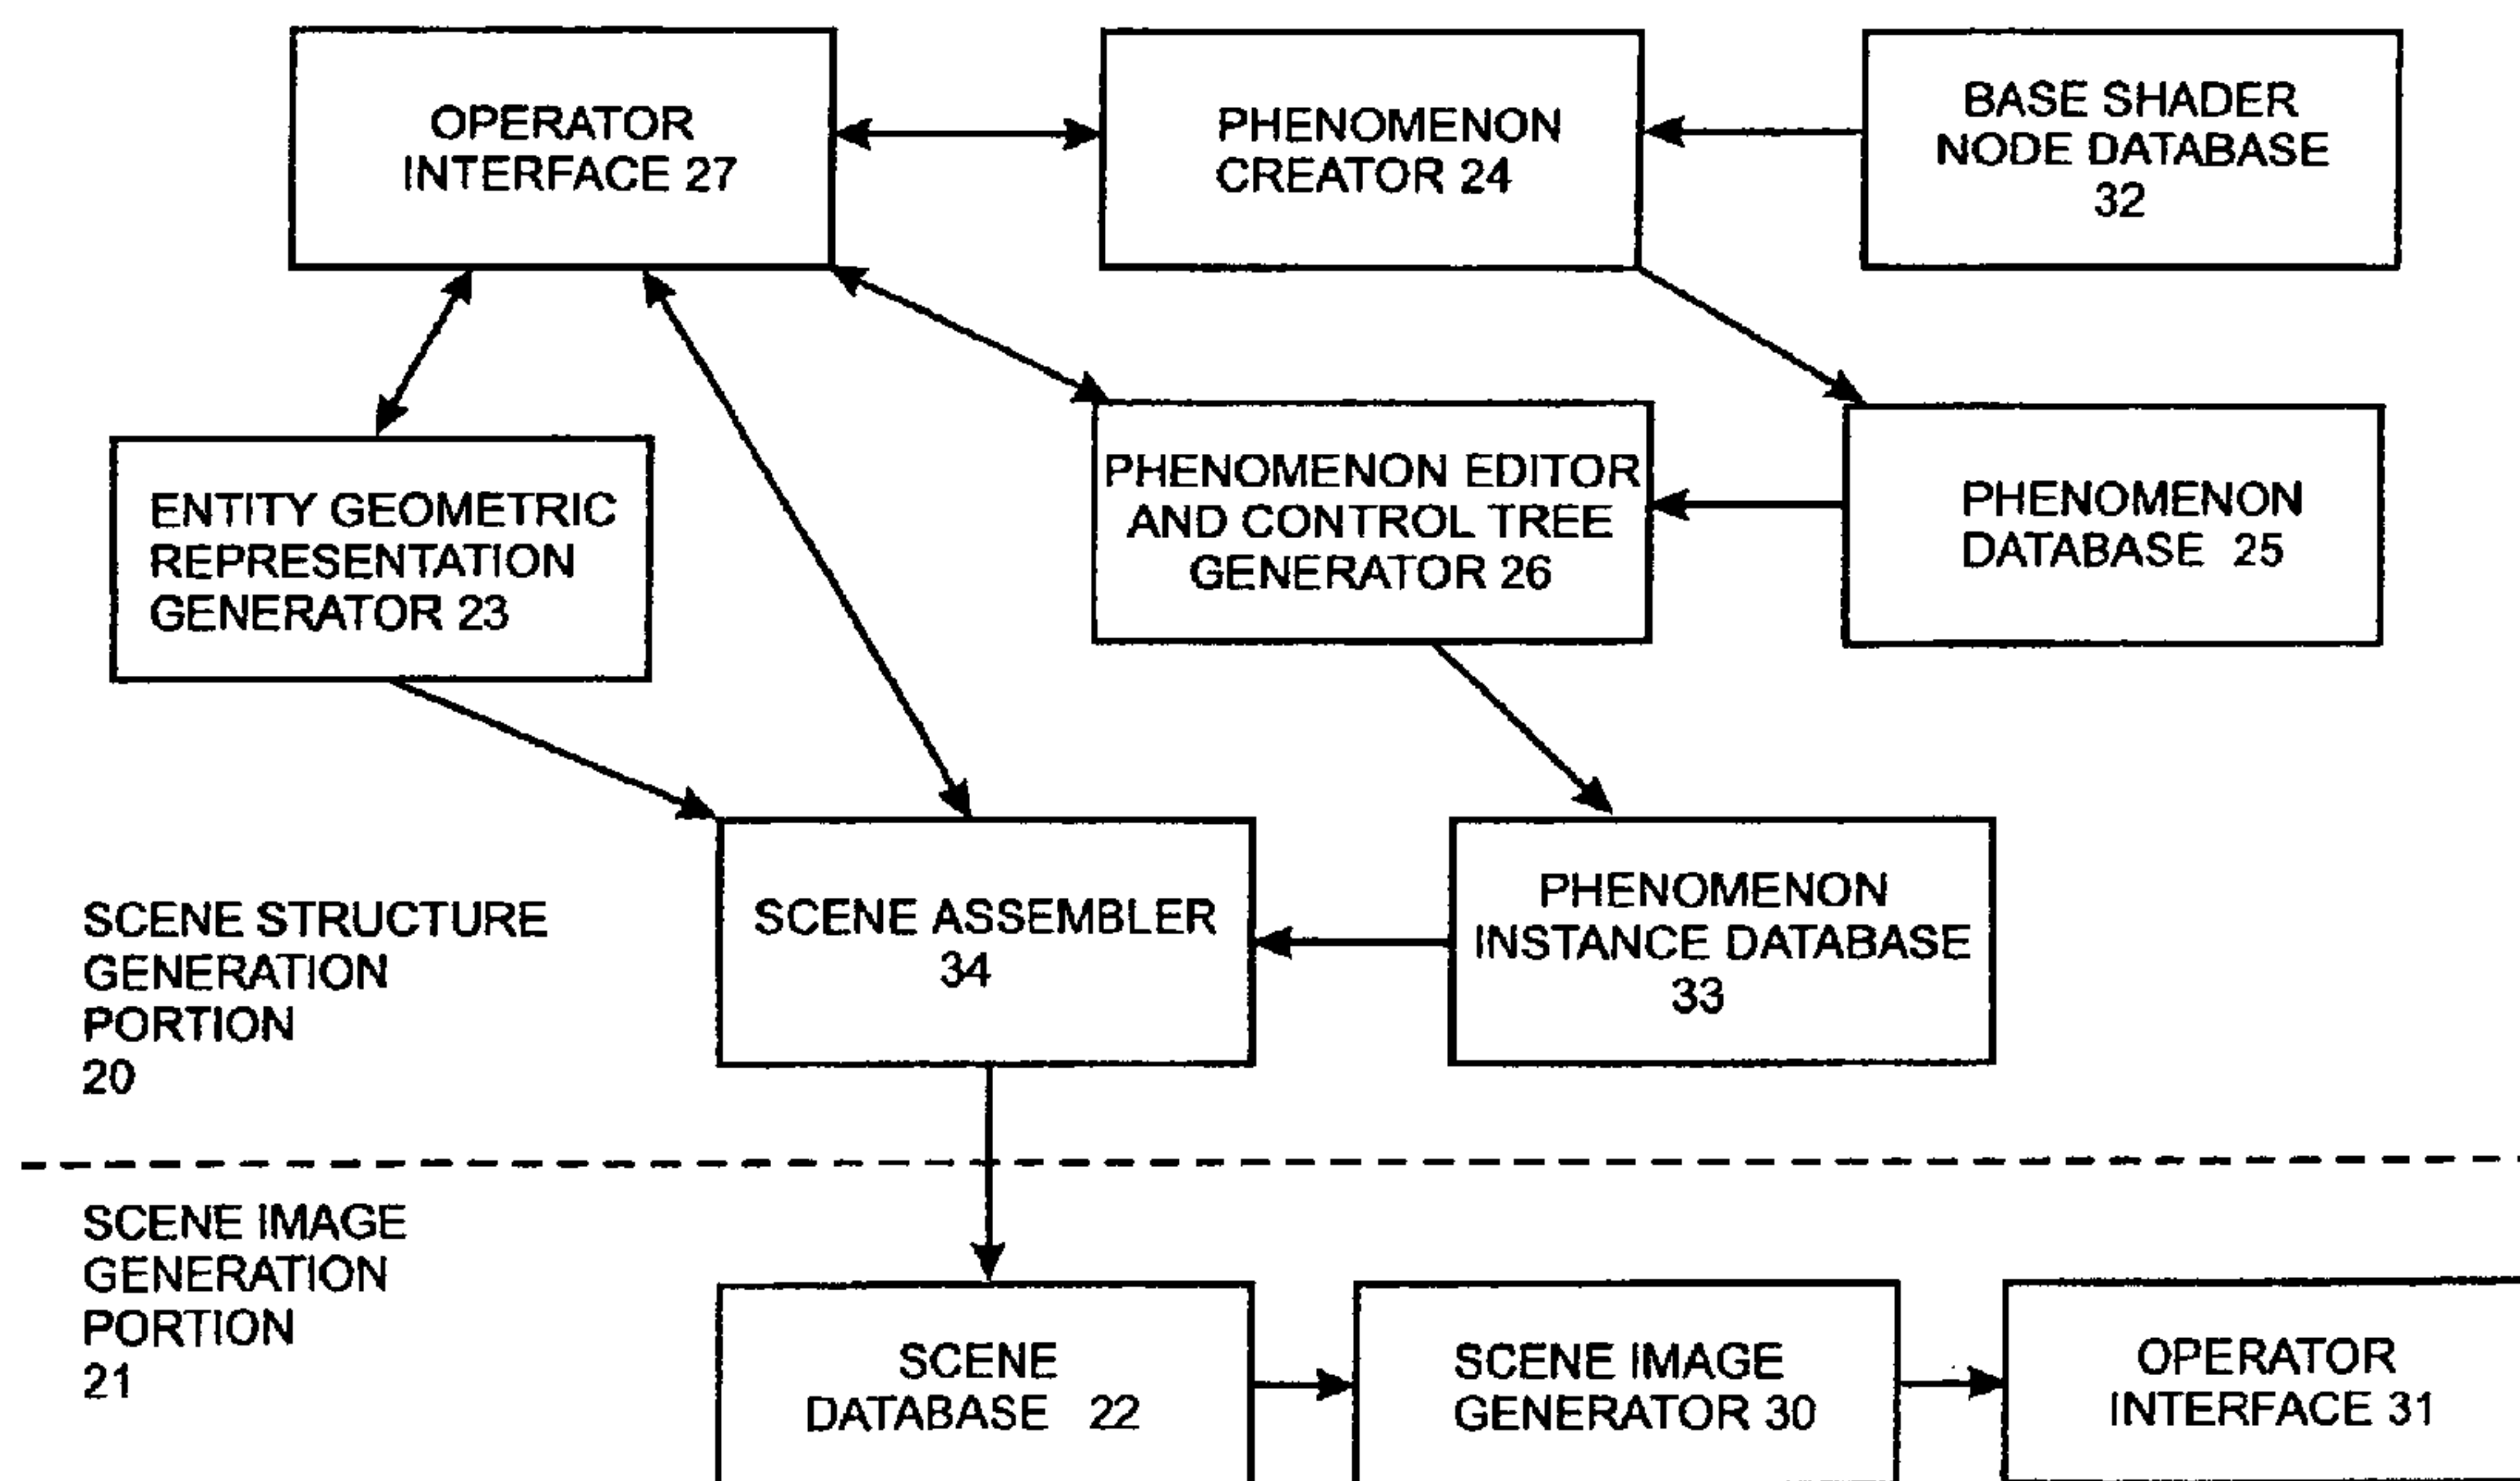 OPERATOR
INTERFACE 27
PHENOMENON
CREATOR 24
BASE SHADER
NODE DATABASE
32
ENTITY GEOMETRIC
REPRESENTATION
GENERATOR 23
PHENOMENON EDITOR
AND CONTROL TREE
GENERATOR 26
PHENOMENON
DATABASE 25
SCENE STRUCTURE
GENERATION
PORTION
20
SCENE ASSEMBLER
34
PHENOMENON
INSTANCE DATABASE
33
SCENE IMAGE
GENERATION
PORTION
21
SCENE
DATABASE 22
SCENE IMAGE
GENERATOR 30
OPERATOR
INTERFACE 31